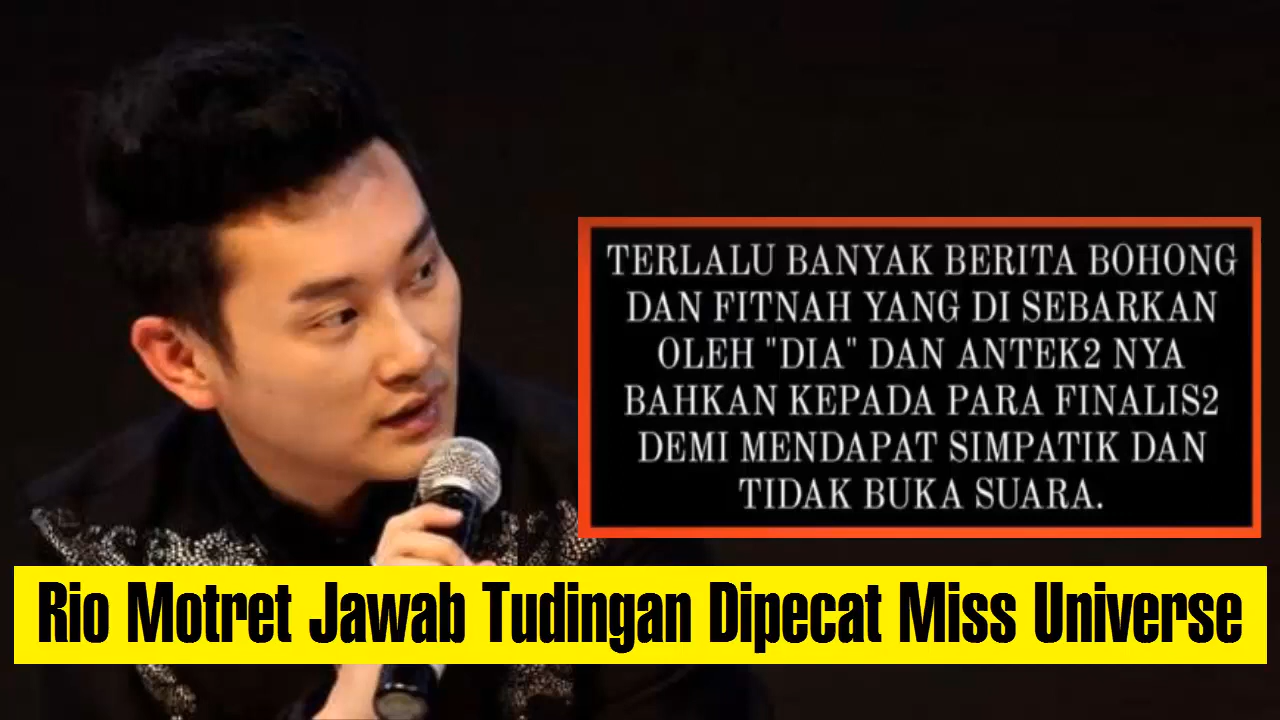 TERLALU BANYAK BERITA BOHONG
DAN FITNAH YANG DI SEBARKAN
OLEH "DIA" DAN ANTEK2 NYA
BAHKAN KEPADA PARA FINALIS2
DEMI MENDAPAT SIMPATIK DAN
TIDAK BUKA SUARA.
Rio Motret Jawab Tudingan Dipecat Miss Universe